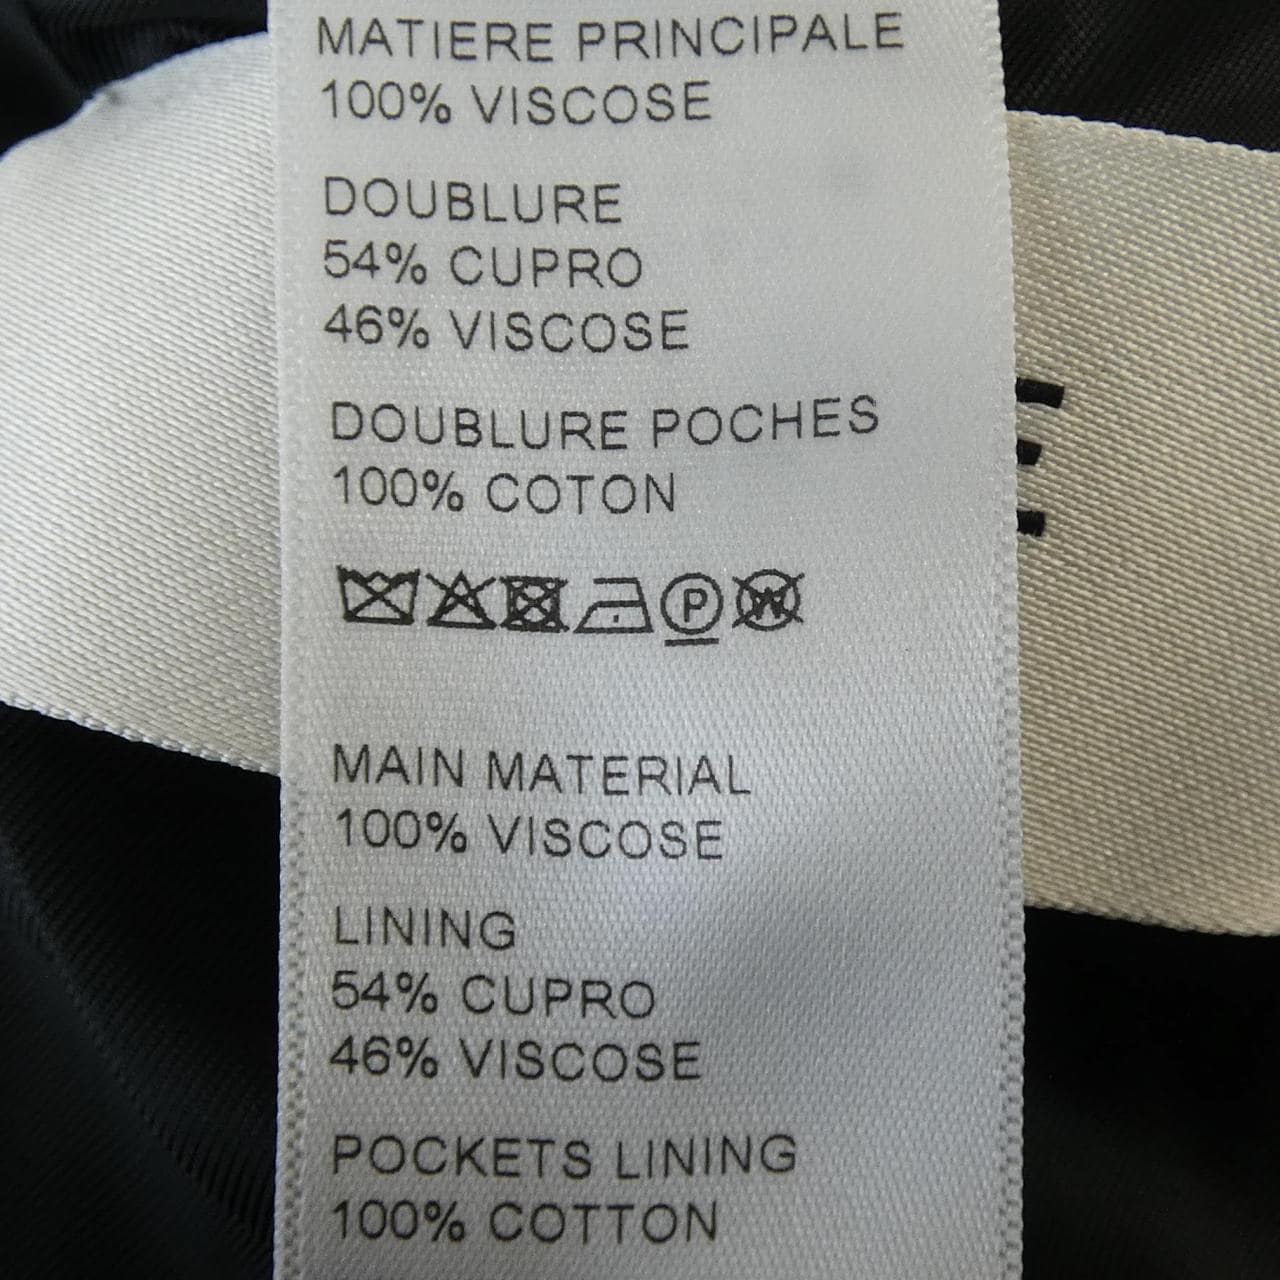 MATIERE PRINCIPALE
100% VISCOSE
DOUBLURE
54% CUPRO
46% VISCOSE
DOUBLURE POCHES
100% COTON
P W
MAIN MATERIAL
100% VISCOSE
LINING
54% CUPRO
46% VISCOSE
POCKETS LINING
100% COTTON